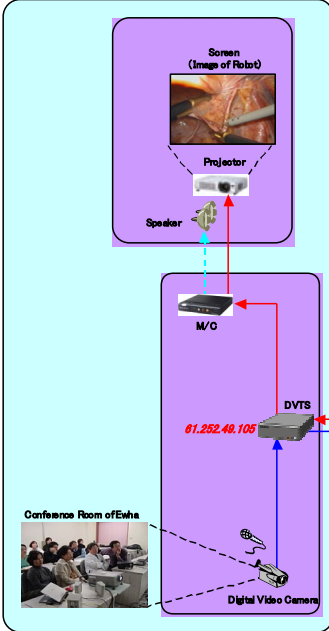 Screen
(Image of Robot)
Projector
Speaker
M/C
DVTS
61.252.49.105
Conference Room of Ewha
Digital Video Camera